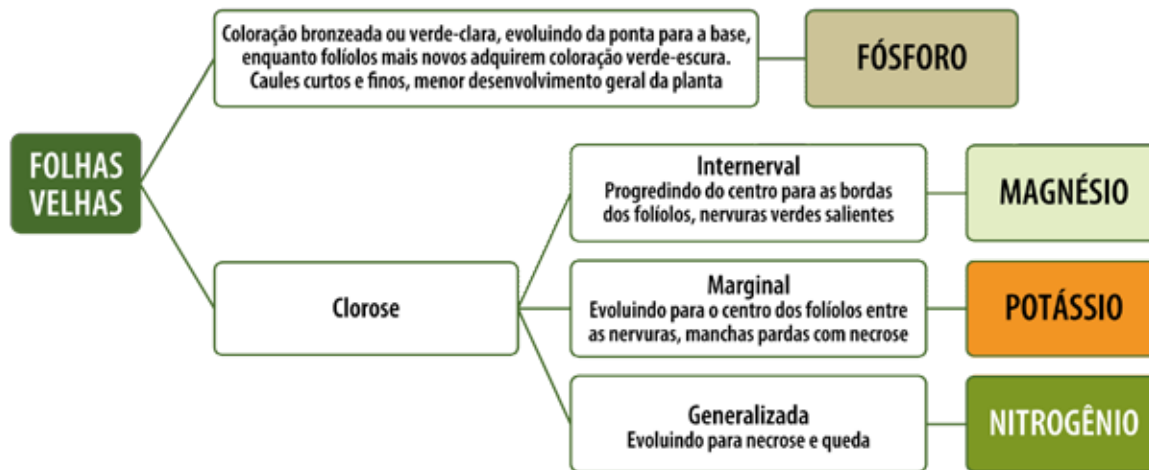 FOLHAS
VELHAS
Coloração bronzeada ou verde-clara, evoluindo da ponta para a base,
enquanto folíolos mais novos adquirem coloração verde-escura.
Caules curtos e finos, menor desenvolvimento geral da planta
FÓSFORO
Clorose
Internerval
Progredindo do centro para as bordas
dos folíolos, nervuras verdes salientes
MAGNÉSIO
Marginal
Evoluindo para o centro dos folíolos entre
as nervuras, manchas pardas com necrose
POTÁSSIO
Generalizada
Evoluindo para necrose e queda
NITROGÊNIO